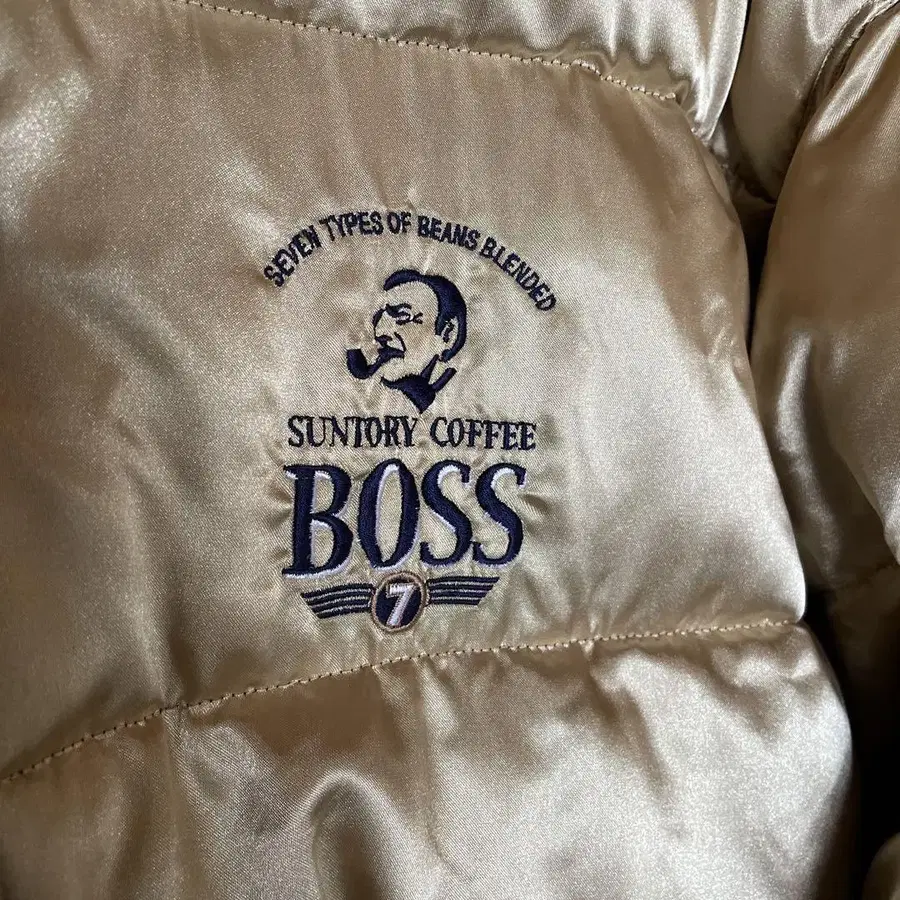 SEVEN TYPES OF BEANS BLENDED
SUNTORY COFFEE
BOSS
7